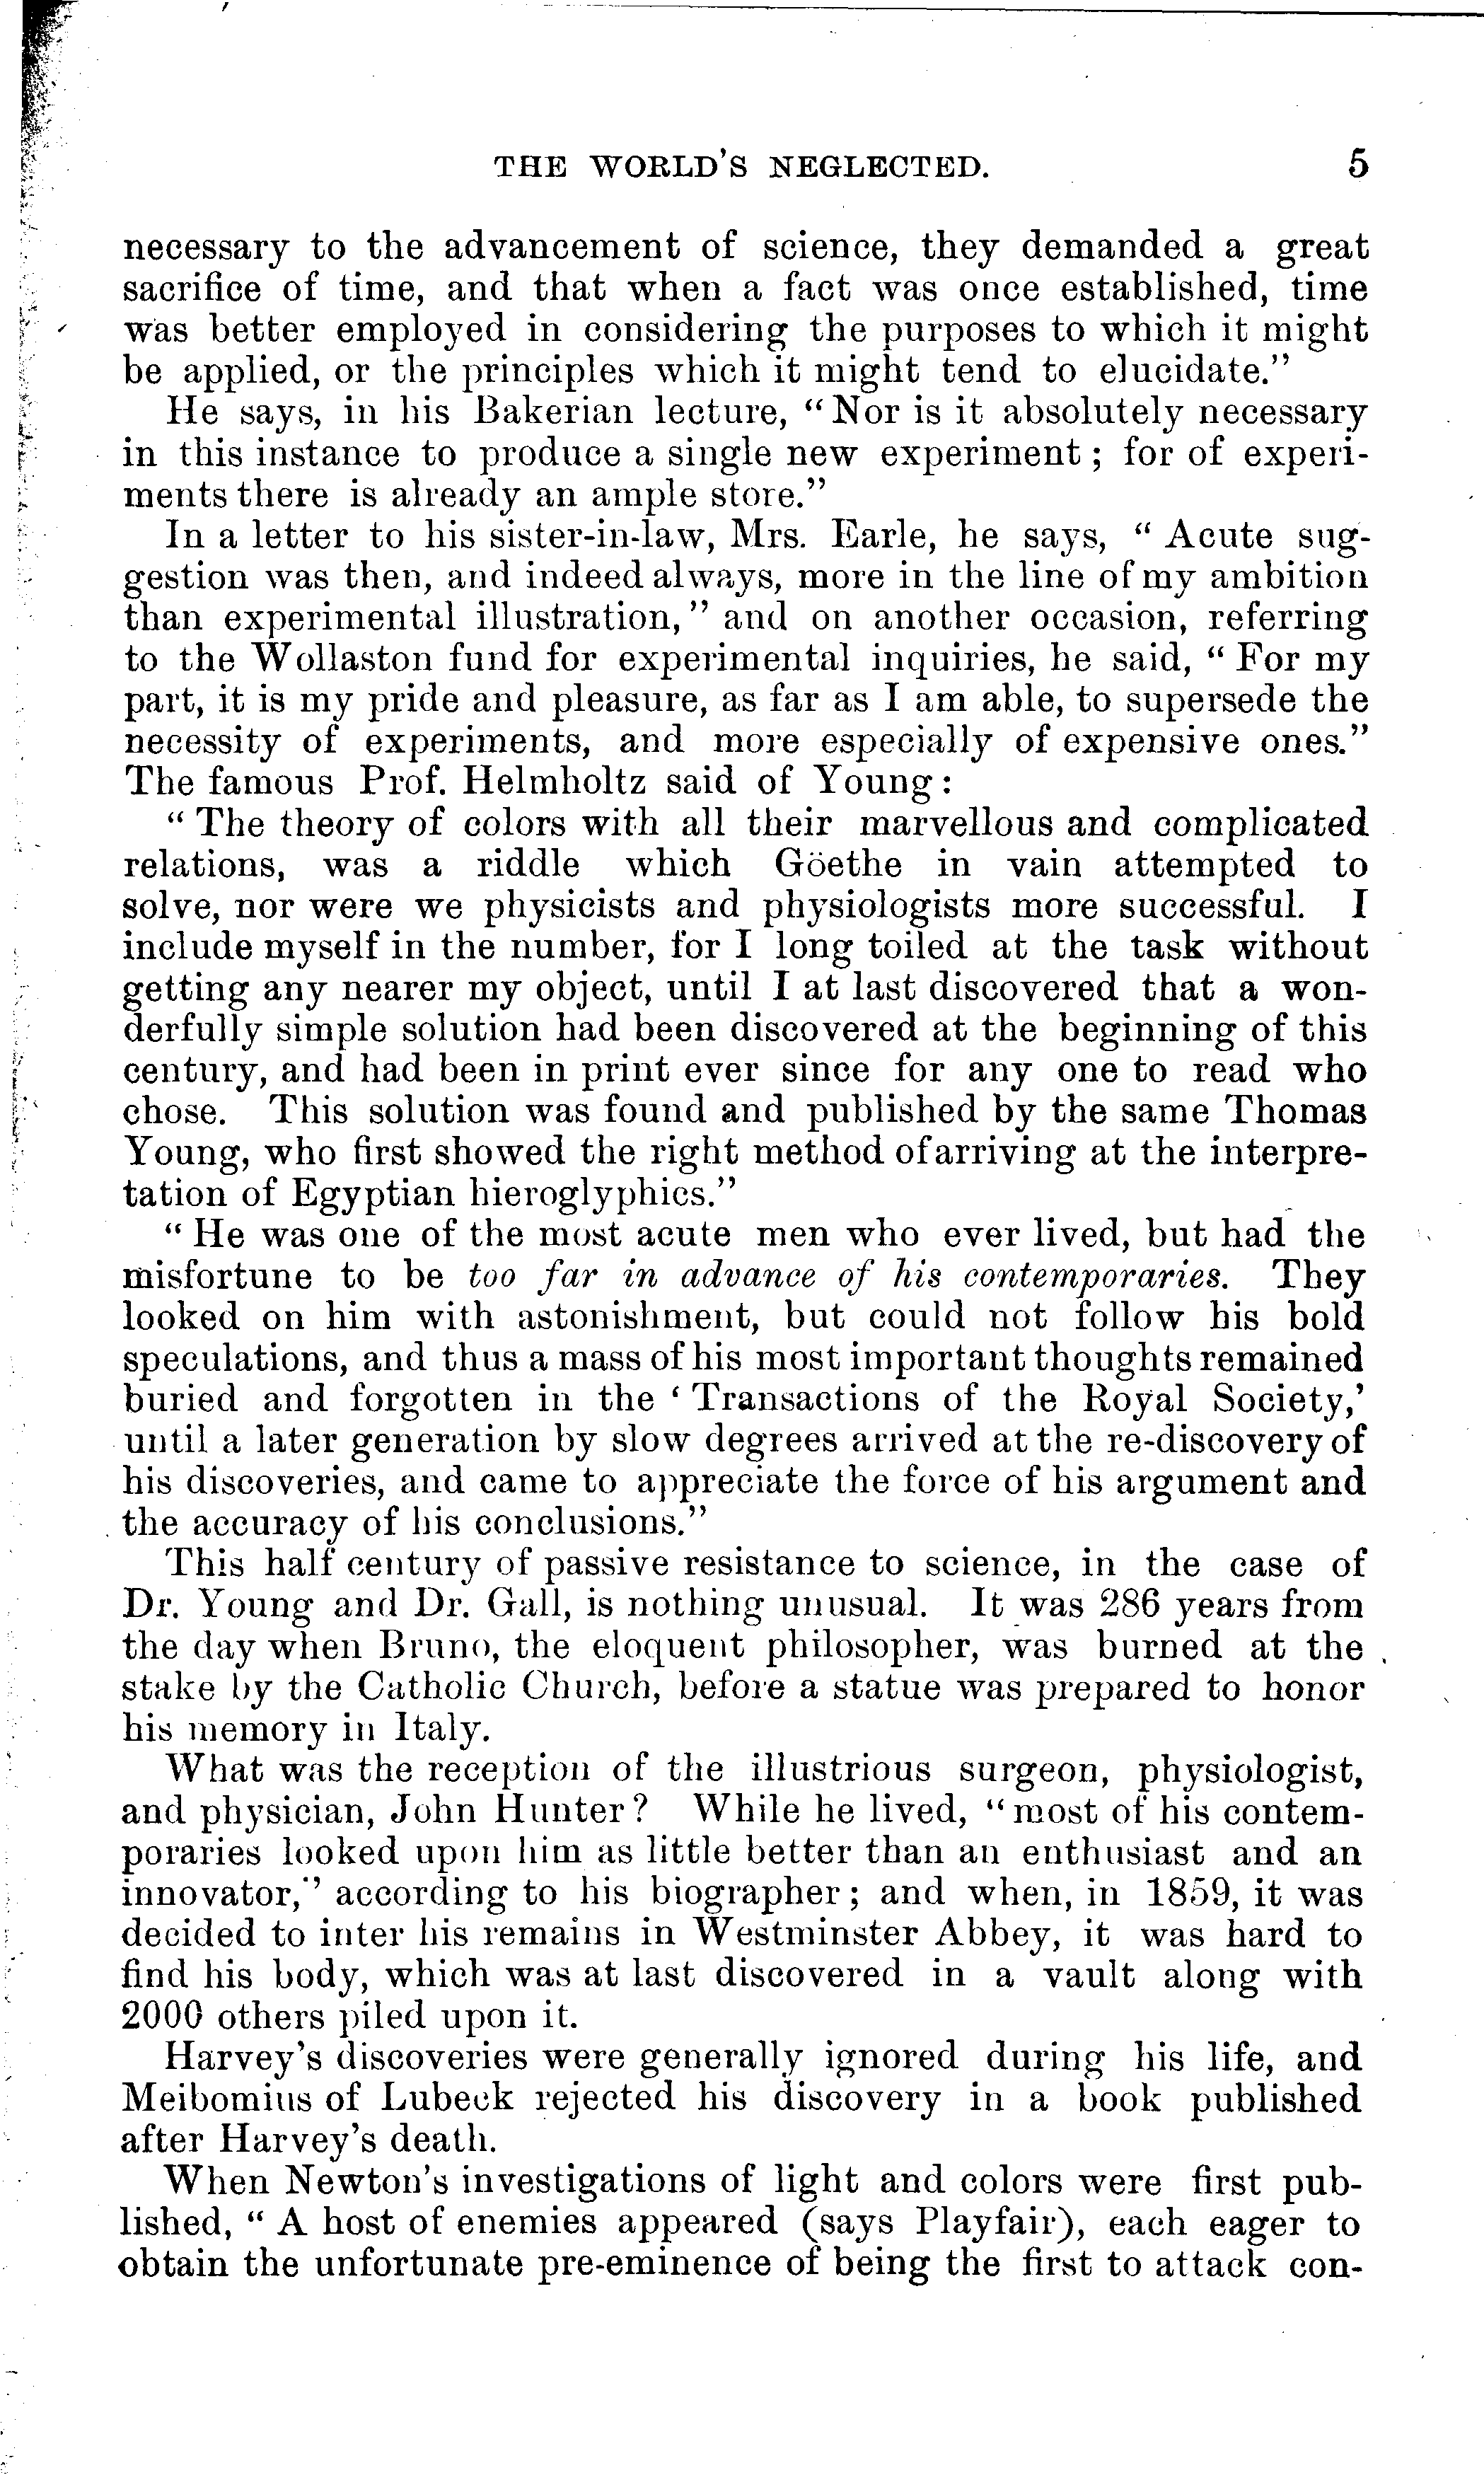 THE WORLD'S NEGLECTED. 5
necessary to the advancement of science, they demanded a great
sacrifice of time, and that when a fact was once established, time
was better employed in considering the purposes to which it might
be applied, or the principles which it might tend to elucidate."
He says, in his Bakerian lecture, "Nor is it absolutely necessary
in this instance to produce a single new experiment; for of experi-
ments there is already an ample store."
In a letter to his sister-in-law, Mrs. Earle, he says, "Acute sug-
gestion was then, and indeed always, more in the line of my ambition
than experimental illustration," and on another occasion, referring
to the Wollaston fund for experimental inquiries, he said, "For my
part, it is my pride and pleasure, as far as I am able, to supersede the
necessity of experiments, and more especially of expensive ones."
The famous Prof. Helmholtz said of Young:
"The theory of colors with all their marvellous and complicated
relations, was a riddle which Göethe in vain attempted to
solve, nor were we physicists and physiologists more successful. I
include myself in the number, for I long toiled at the task without
getting any nearer my object, until I at last discovered that a won-
derfully simple solution had been discovered at the beginning of this
century, and had been in print ever since for any one to read who
chose. This solution was found and published by the same Thomas
Young, who first showed the right method of arriving at the interpre-
tation of Egyptian hieroglyphics."
"He was one of the most acute men who ever lived, but had the
misfortune to be too far in advance of his contemporaries. They
looked on him with astonishment, but could not follow his bold
speculations, and thus a mass of his most important thoughts remained
buried and forgotten in the 'Transactions of the Royal Society,'
until a later generation by slow degrees arrived at the re-discovery of
his discoveries, and came to appreciate the force of his argument and
the accuracy of his conclusions."
This half century of passive resistance to science, in the case of
Dr. Young and Dr. Gall, is nothing unusual. It was 286 years from
the day when Bruno, the eloquent philosopher, was burned at the
stake by the Catholic Church, before a statue was prepared to honor
his memory in Italy.
What was the reception of the illustrious surgeon, physiologist,
and physician, John Hunter? While he lived, "most of his contem-
poraries looked upon him as little better than an enthusiast and an
innovator," according to his biographer; and when, in 1859, it was
decided to inter his remains in Westminster Abbey, it was hard to
find his body, which was at last discovered in a vault along with
2000 others piled upon it.
Harvey's discoveries were generally ignored during his life, and
Meibomius of Lubeck rejected his discovery in a book published
after Harvey's death.
When Newton's investigations of light and colors were first pub-
lished, "A host of enemies appeared (says Playfair), each eager to
obtain the unfortunate pre-eminence of being the first to attack con-